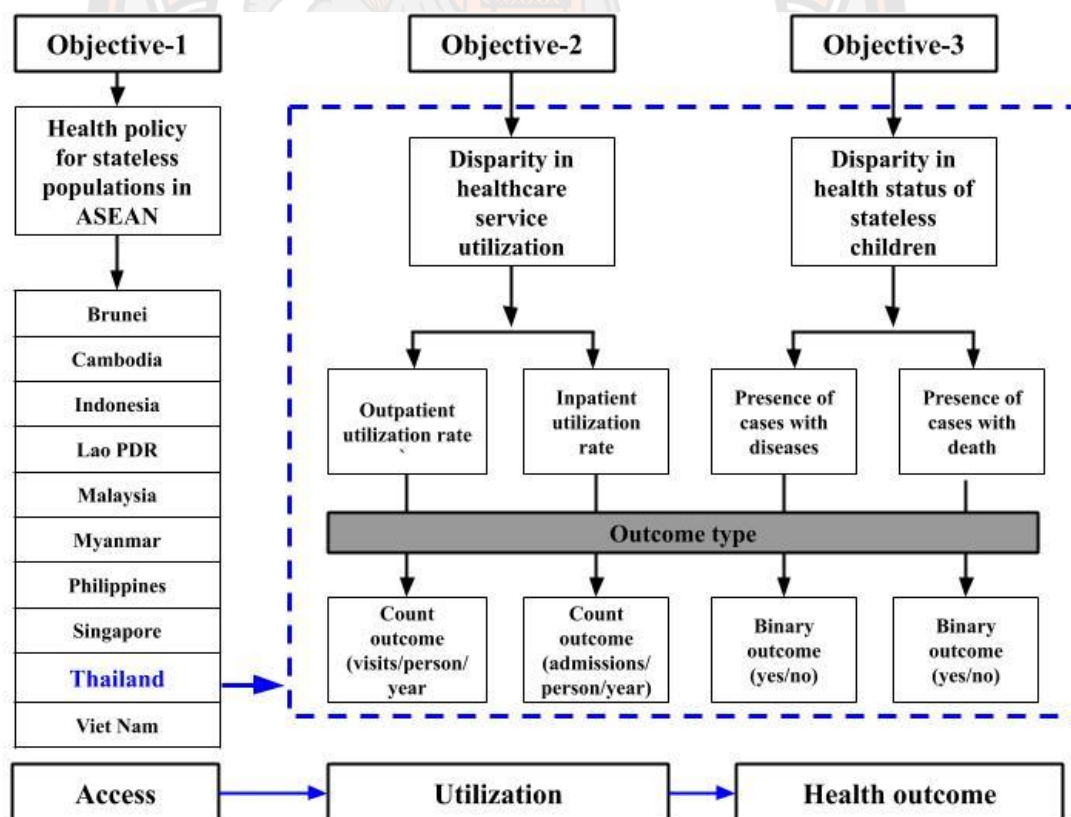 Objective-1
Objective-2
Objective-3
Health policy
for stateless
populations in
ASEAN
Disparity in
healthcare
service
utilization
Disparity in
health status of
stateless
children
Brunei
Cambodia
Indonesia
Lao PDR
Malaysia
Myanmar
Philippines
Singapore
Thailand
Viet Nam
Outpatient
utilization rate
`
Inpatient
utilization
rate
Presence of
cases with
diseases
Presence of
cases with
death
Outcome type
Count
outcome
(visits/person/
year
Count
outcome
(admissions/
person/year)
Binary
outcome
(yes/no)
Binary
outcome
(yes/no)
Access
Utilization
Health outcome